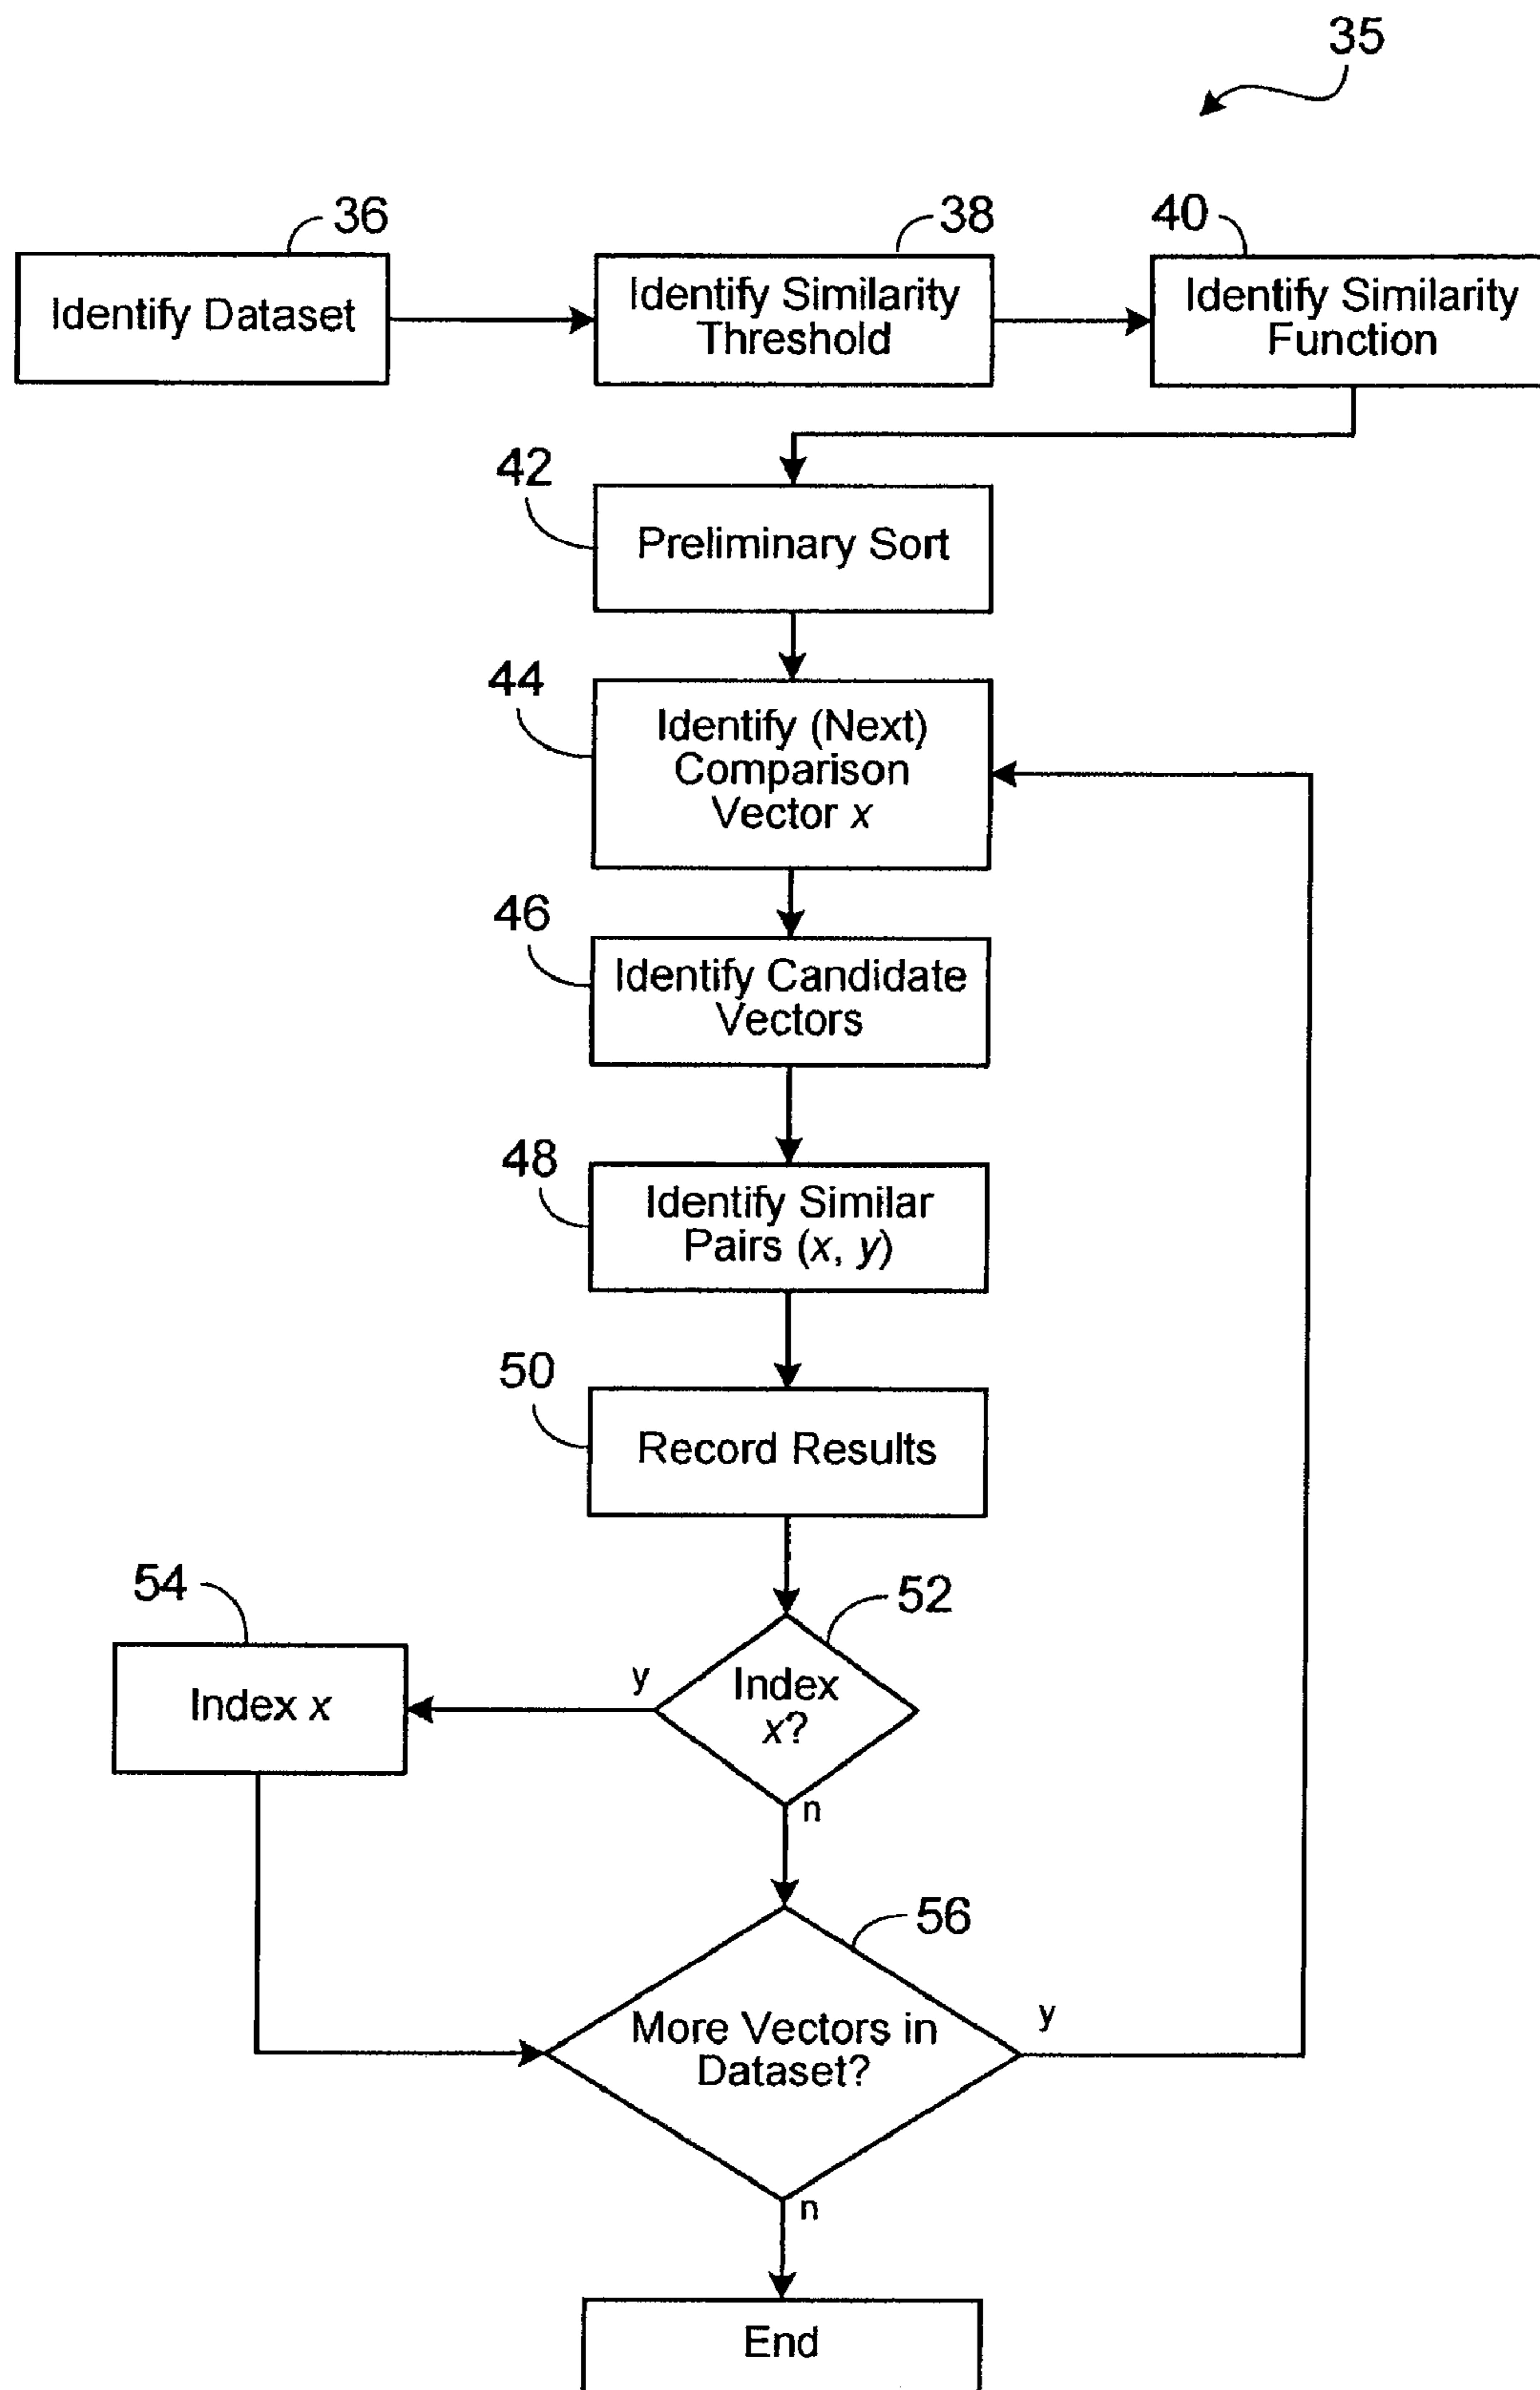 35
36
Identify Dataset
38
Identify Similarity
Threshold
40
Identify Similarity
Function
42
Preliminary Sort
44
Identify (Next)
Comparison
Vector x
46
Identify Candidate
Vectors
48
Identify Similar
Pairs (x, y)
50
Record Results
52
Index
x?
y
n
54
Index x
56
More Vectors in
Dataset?
y
n
End